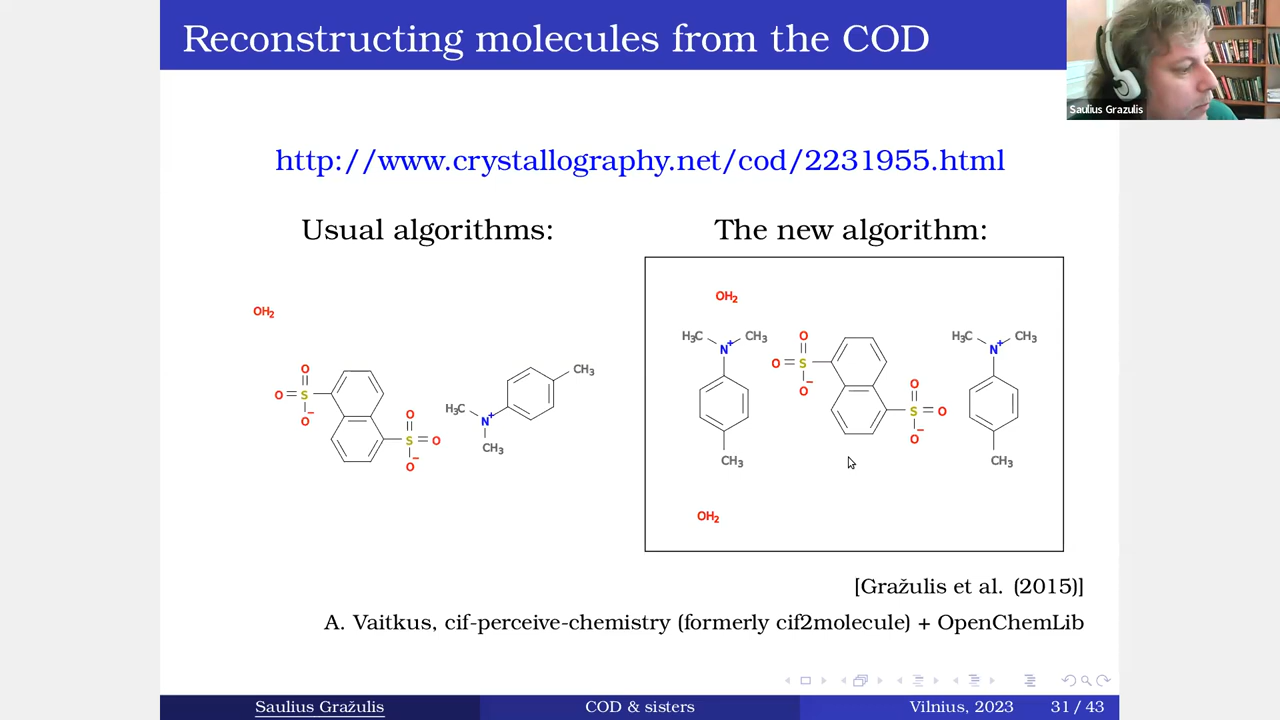 Reconstructing molecules from the COD
Saulius Grazulis
http://www.crystallography.net/cod/2231955.html
Usual algorithms:
The new algorithm:
OH2
O
O = S
O−
O
S = O
O−
H3C
N+
CH3
CH3
OH2
H3C
CH3
N+
CH3
O
O = S
O−
O
S = O
O−
H3C
CH3
N+
CH3
OH2
[Gražulis et al. (2015)]
A. Vaitkus, cif-perceive-chemistry (formerly cif2molecule) + OpenChemLib
Saulius Gražulis
COD & sisters
Vilnius, 2023
31 / 43